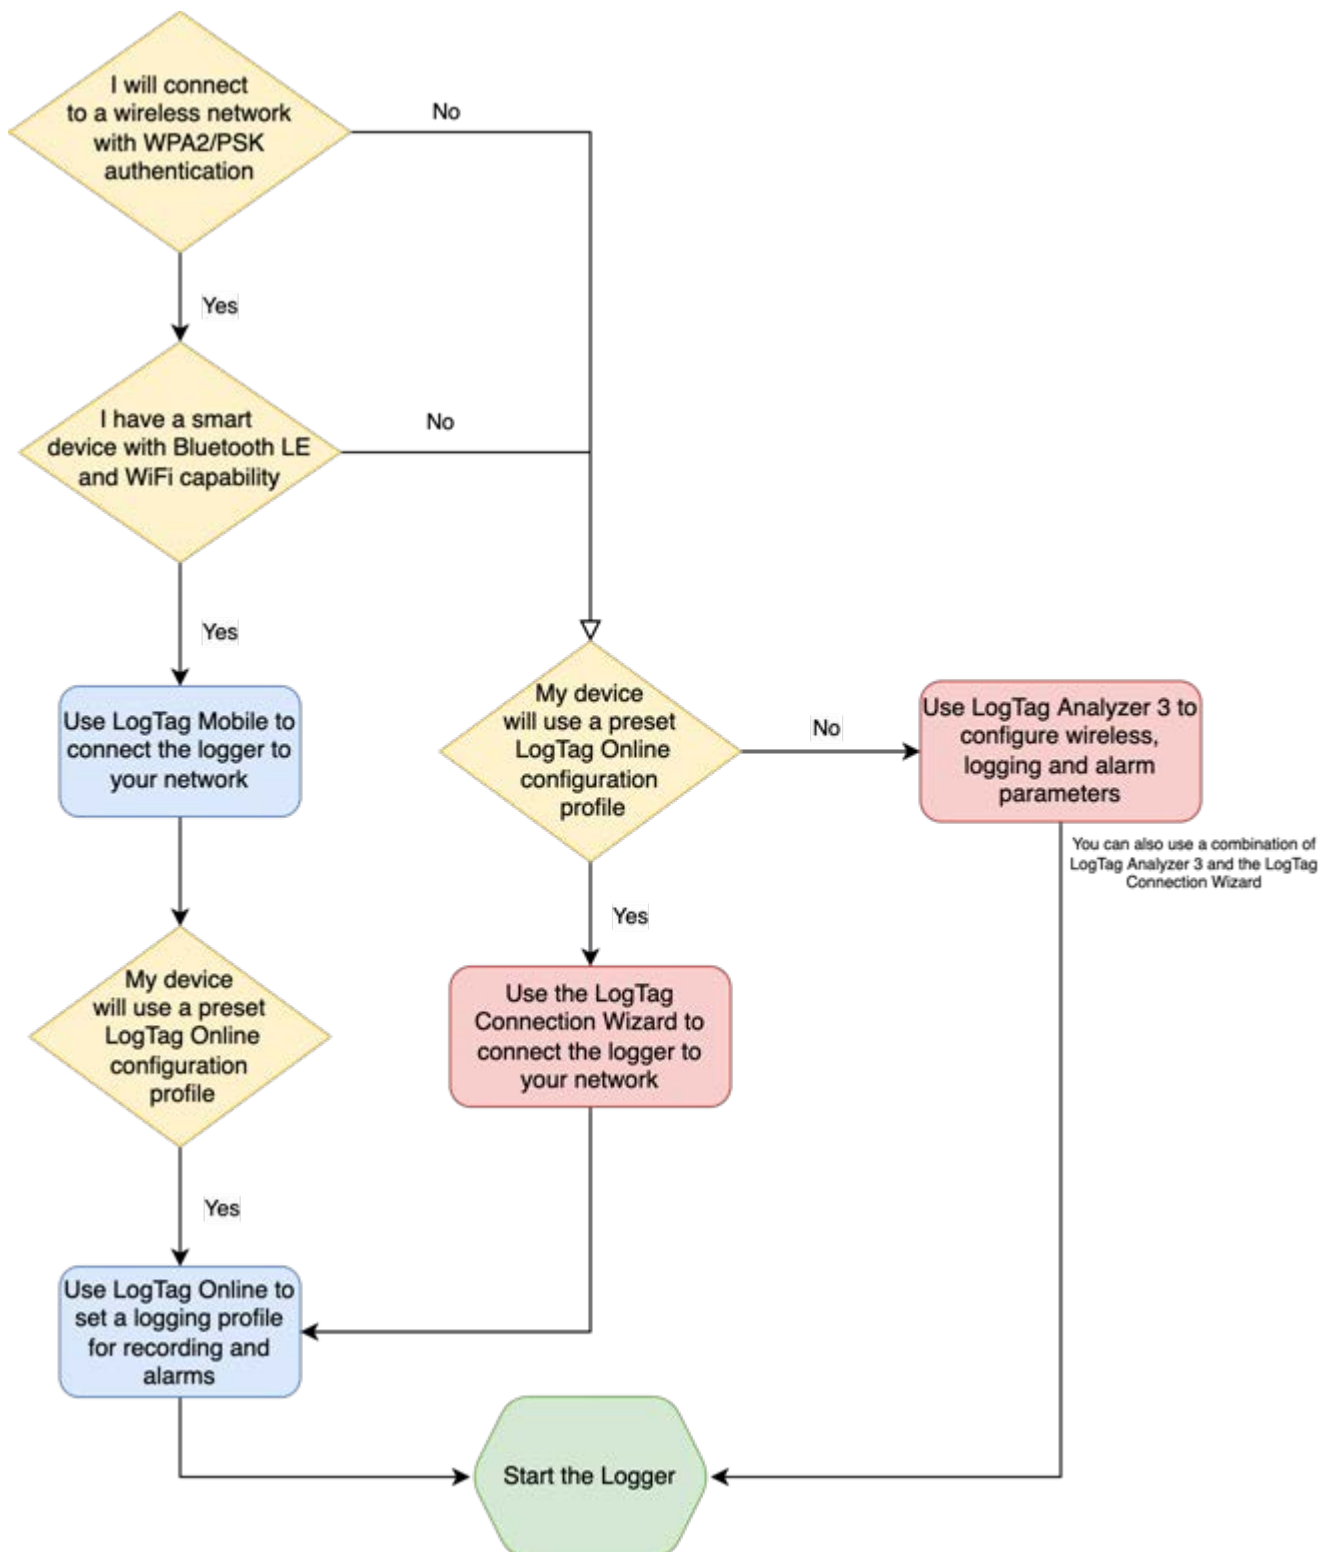 I will connect
to a wireless network
with WPA2/PSK
authentication
No
Yes
I have a smart
device with Bluetooth LE
and WiFi capability
No
Yes
Use LogTag Mobile to
connect the logger to
your network
My device
will use a preset
LogTag Online
configuration
profile
No
Use LogTag Analyzer 3 to
configure wireless,
logging and alarm
parameters
You can also use a combination of
LogTag Analyzer 3 and the LogTag
Connection Wizard
Yes
Use the LogTag
Connection Wizard to
connect the logger to
your network
My device
will use a preset
LogTag Online
configuration
profile
Yes
Use LogTag Online to
set a logging profile
for recording and
alarms
Start the Logger